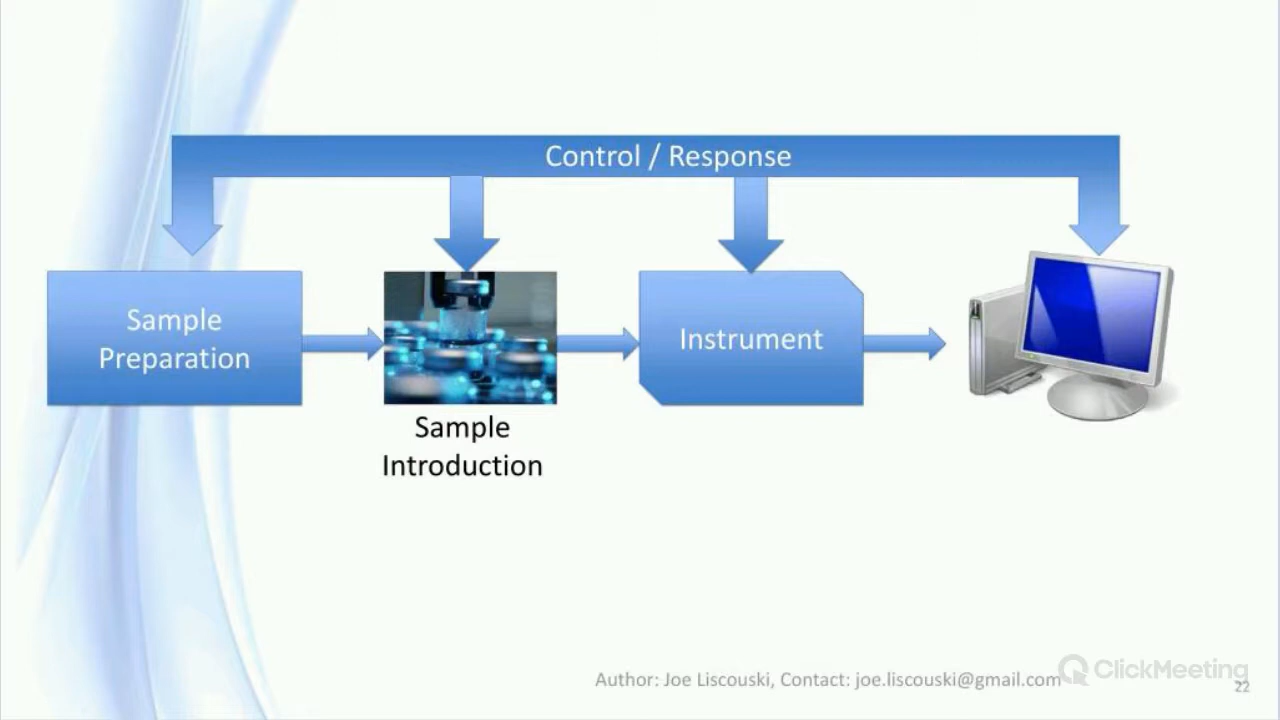 Control / Response
Sample
Preparation
Instrument
Sample
Introduction
Author: Joe Liscouski, Contact: joe.liscouski@gmail.com
ClickMeeting
22